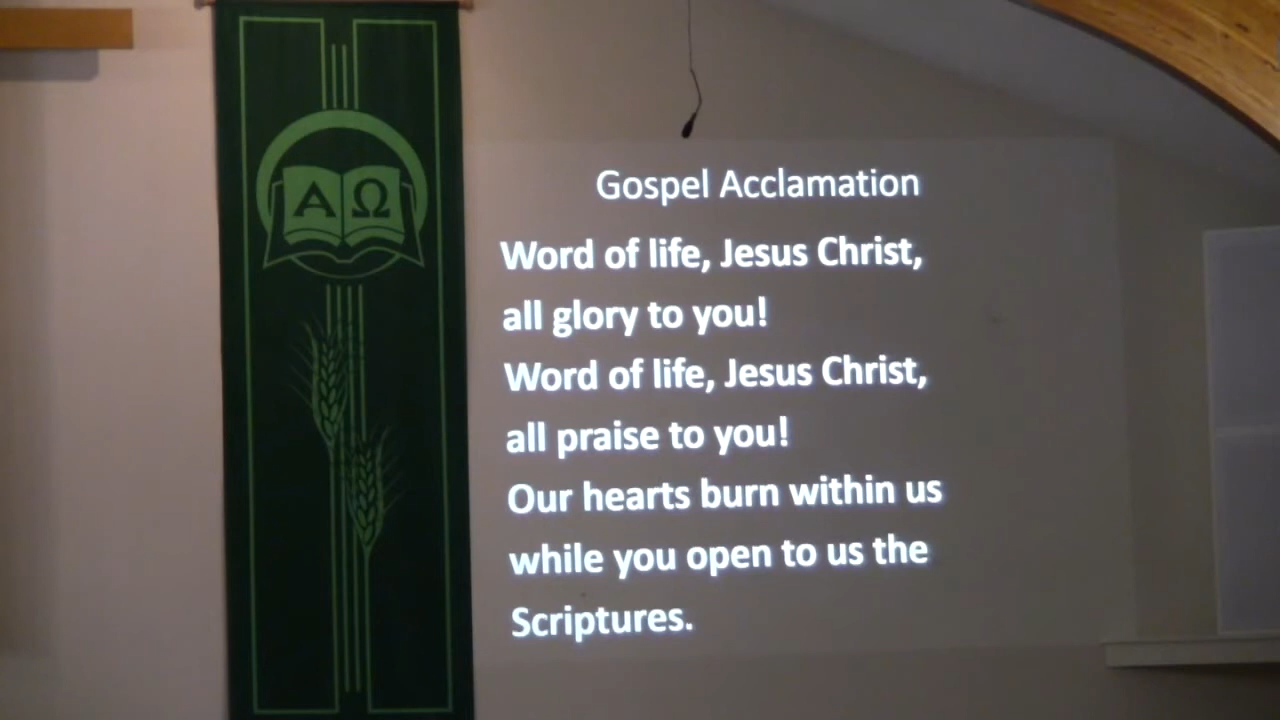 Α Ω
Gospel Acclamation
Word of life, Jesus Christ,
all glory to you!
Word of life, Jesus Christ,
all praise to you!
Our hearts burn within us
while you open to us the
Scriptures.